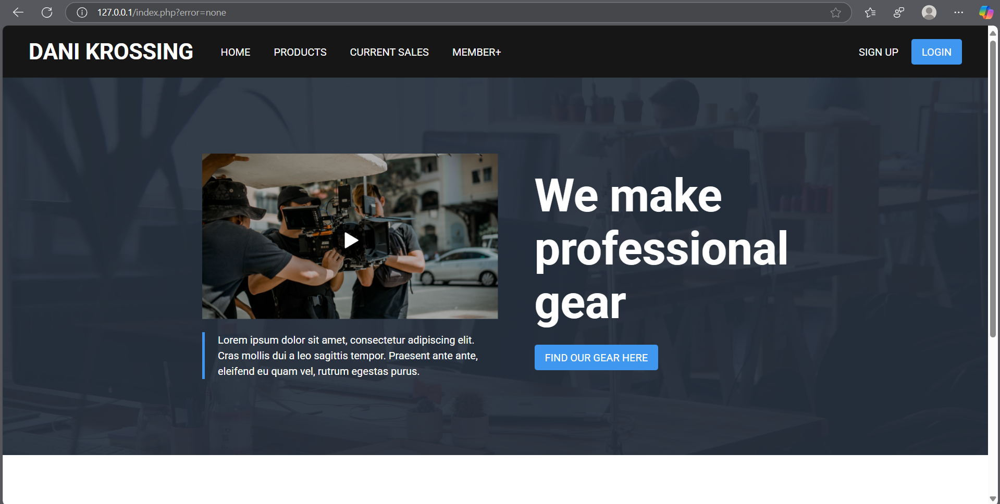 127.0.0.1/index.php?error=none
DANI KROSSING
HOME
PRODUCTS
CURRENT SALES
MEMBER+
SIGN UP
LOGIN
We make
professional
gear
Lorem ipsum dolor sit amet, consectetur adipiscing elit.
Cras mollis dui a leo sagittis tempor. Praesent ante ante,
eleifend eu quam vel, rutrum egestas purus.
FIND OUR GEAR HERE